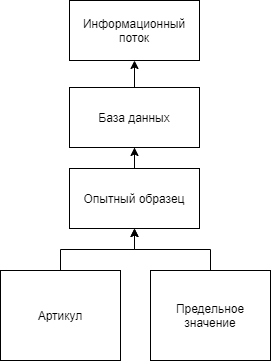 Информационный
поток
База данных
Опытный образец
Артикул
Предельное
значение